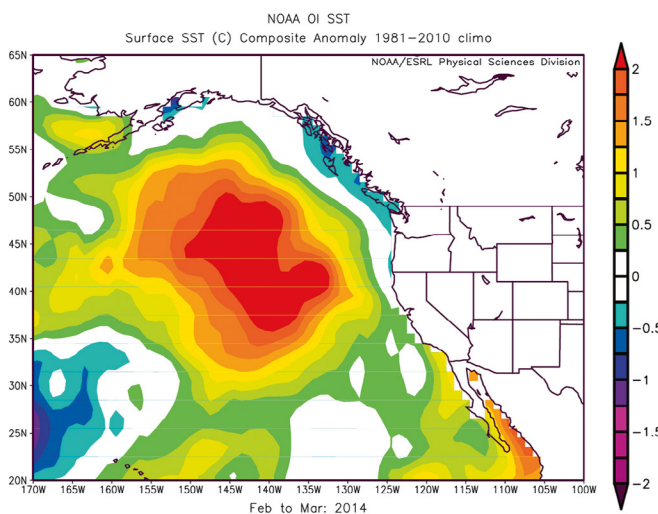 NOAA OI SST
Surface SST (C) Composite Anomaly 1981−2010 climo
NOAA/ESRL Physical Sciences Division
65N
60N
55N
50N
45N
40N
35N
30N
25N
20N
170W 165W 160W 155W 150W 145W 140W 135W 130W 125W 120W 115W 110W 105W 100W
Feb to Mar: 2014
2
1.5
1
0.5
0
−0.5
−1
−1.5
−2